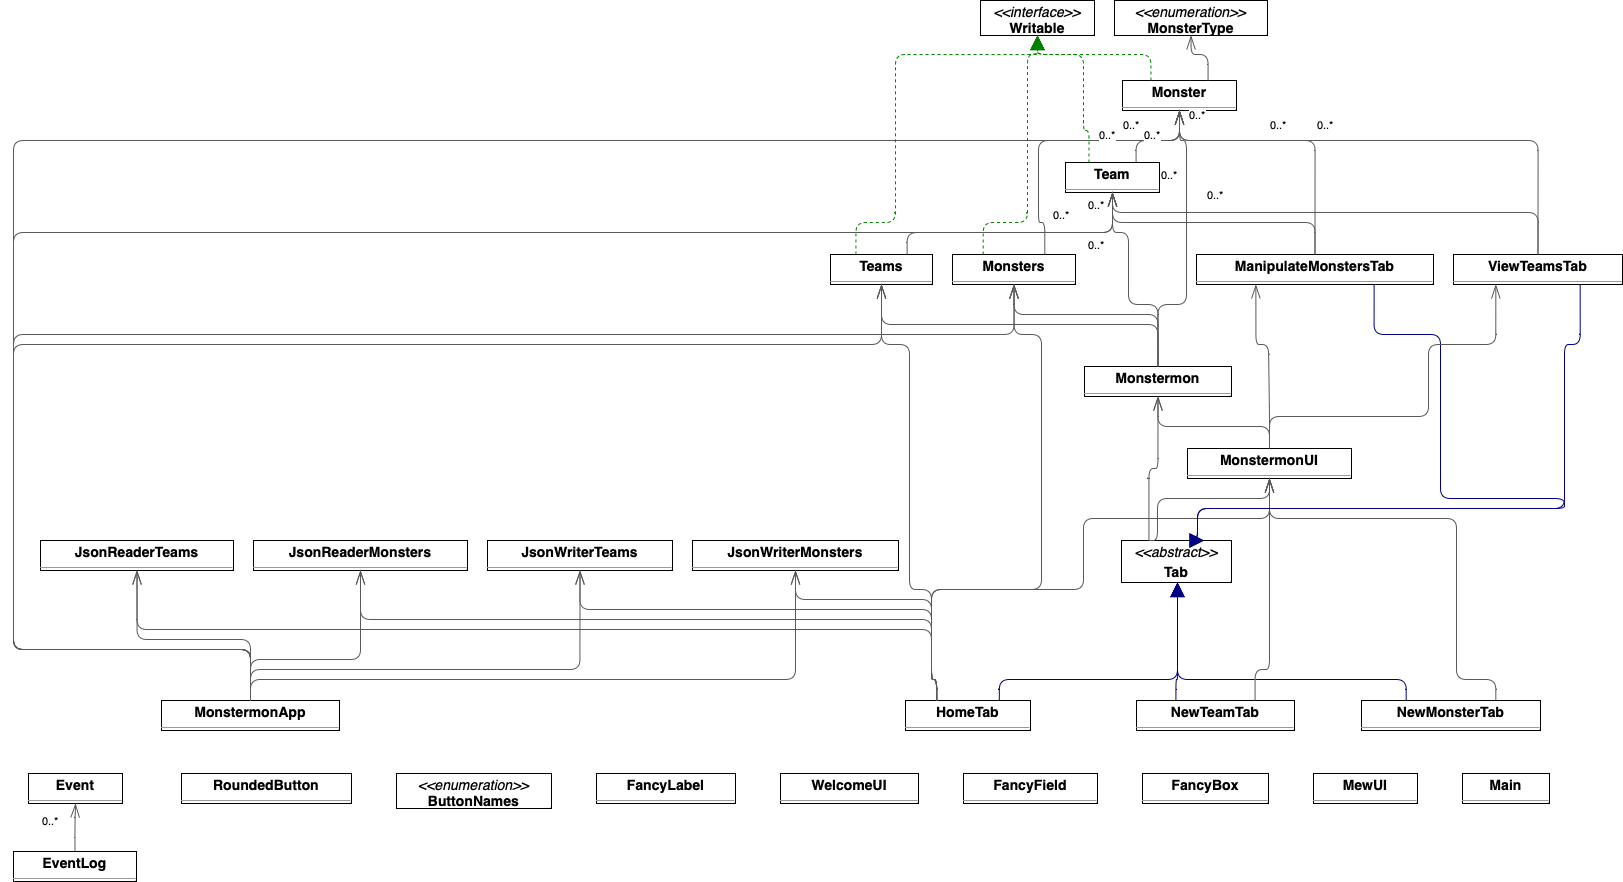 <<interface>>
Writable
<<enumeration>>
MonsterType
Monster
0..*
0..*
0..*
0..*
0..*
0..*
Team
0..*
0..*
0..*
0..*
0..*
Teams
Monsters
ManipulateMonstersTab
ViewTeamsTab
Monstermon
MonstermonUI
JsonReaderTeams
JsonReaderMonsters
JsonWriterTeams
JsonWriterMonsters
<<abstract>>
Tab
MonstermonApp
HomeTab
NewTeamTab
NewMonsterTab
Event
RoundedButton
<<enumeration>>
ButtonNames
FancyLabel
WelcomeUI
FancyField
FancyBox
MewUI
Main
0..*
EventLog